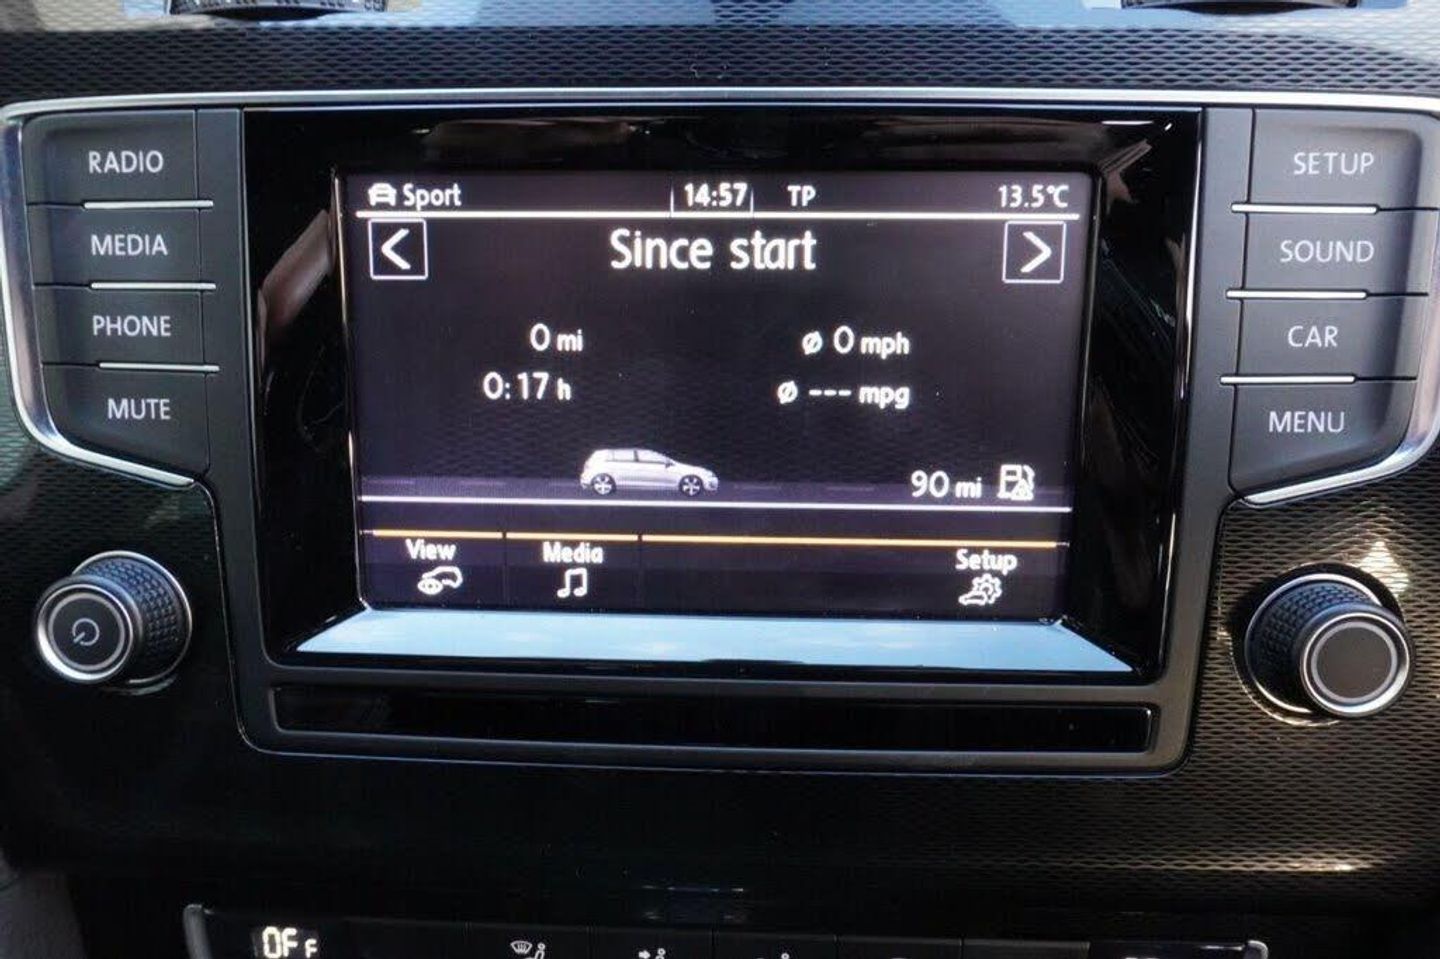 RADIO
MEDIA
PHONE
MUTE
Sport 14:57 TP 13.5°C
< Since start >
0 mi Ø 0 mph
0:17 h Ø --- mpg
90 mi
View Media Setup
SETUP
SOUND
CAR
MENU
OFF